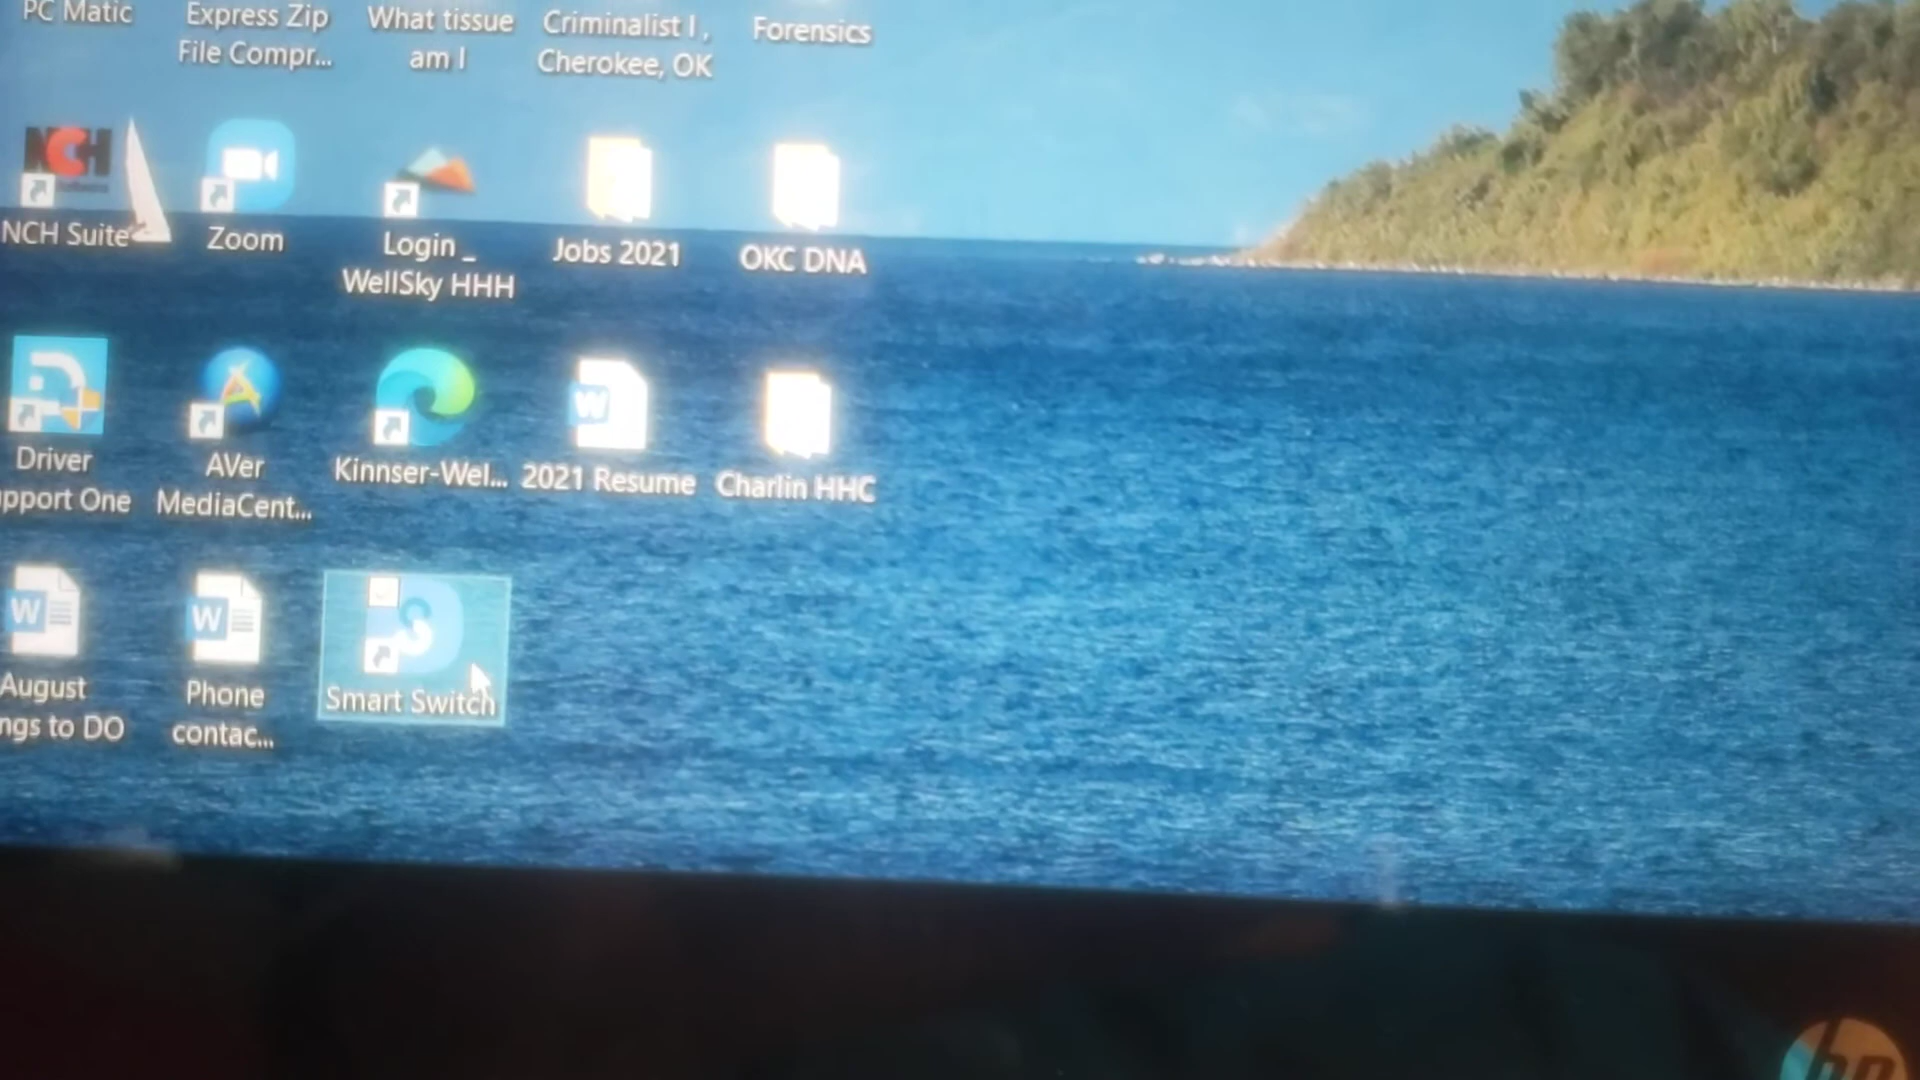 PC Matic
Express Zip
File Compr...
What tissue
am I
Criminalist I ,
Cherokee, OK
Forensics
NCH
NCH Suite
Zoom
Login _
WellSky HHH
Jobs 2021
OKC DNA
Driver
pport One
AVer
MediaCent...
Kinnser-Wel...
W
2021 Resume
Charlin HHC
W
August
ngs to DO
W
Phone
contac...
S
Smart Switch
hp